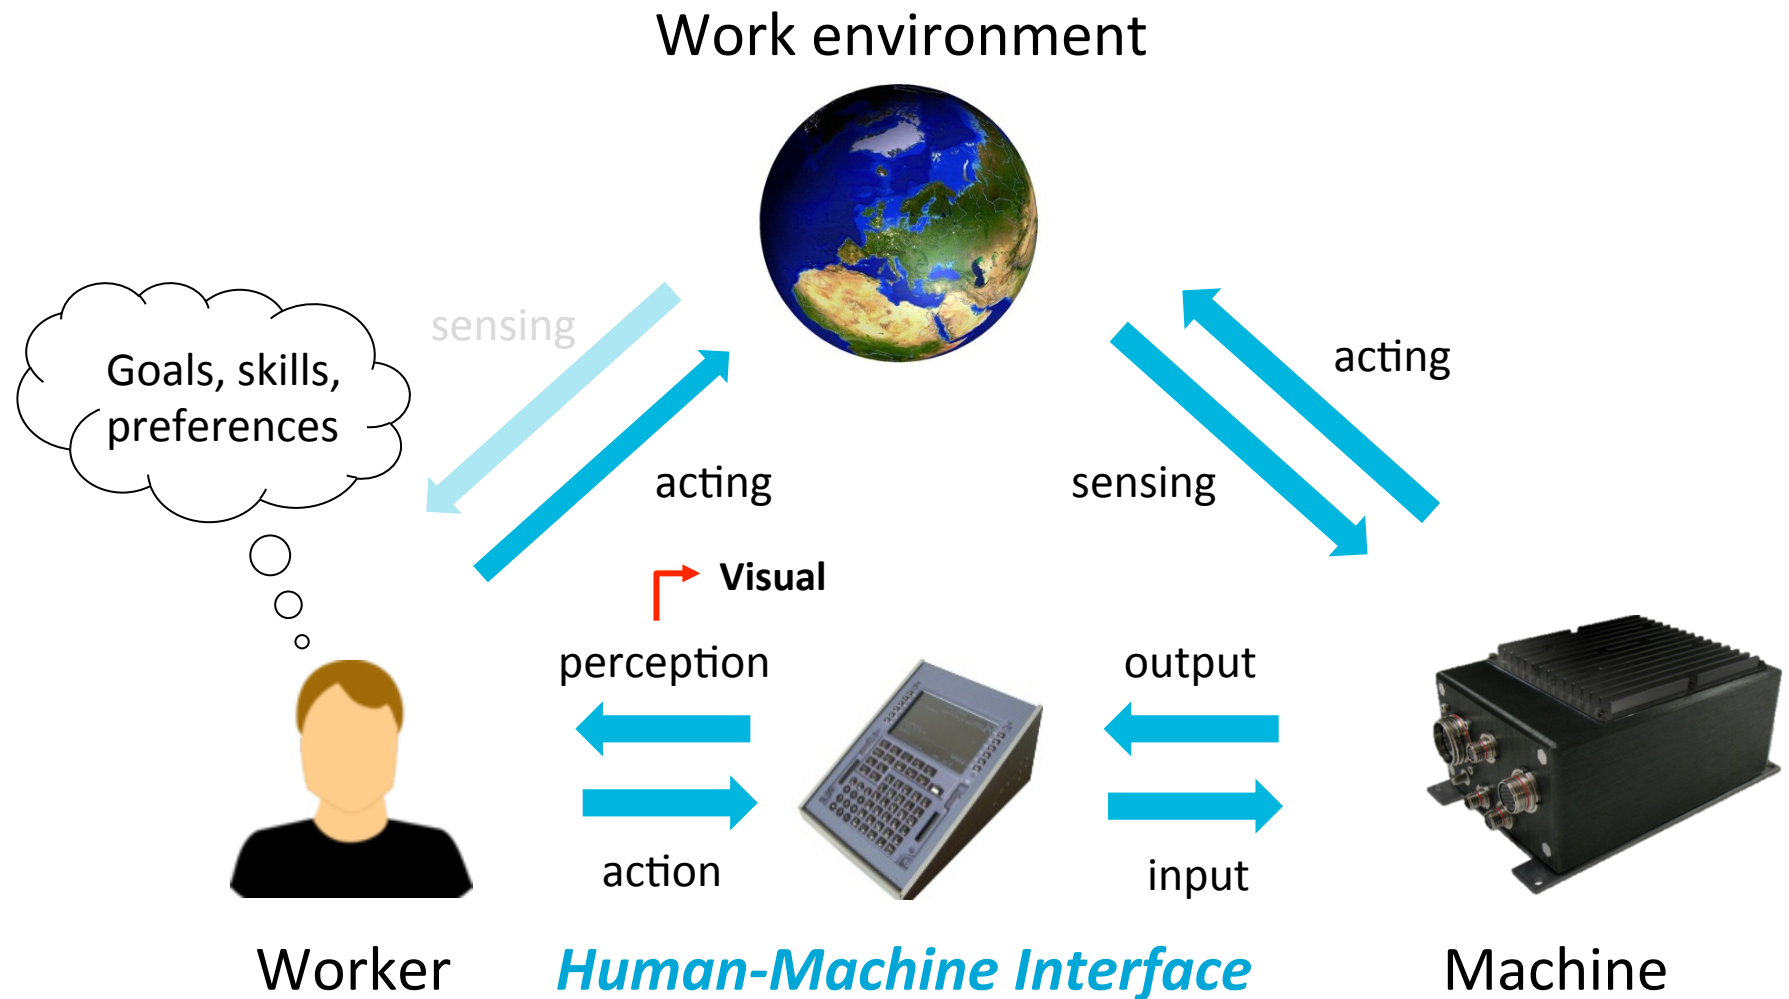 Work environment
sensing
Goals, skills,
preferences
acting
acting
sensing
Visual
perception
output
action
input
Worker
Human-Machine Interface
Machine